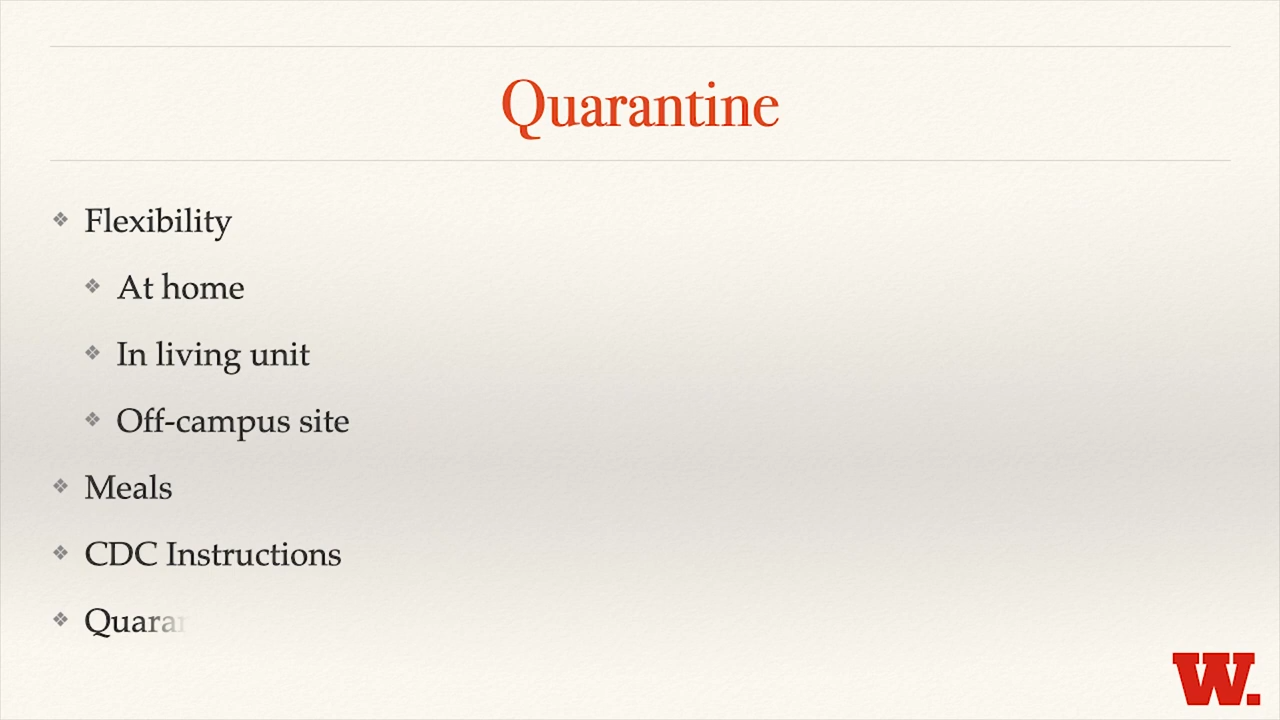 Quarantine
❖ Flexibility
❖ At home
❖ In living unit
❖ Off-campus site
❖ Meals
❖ CDC Instructions
❖ Quara
W.